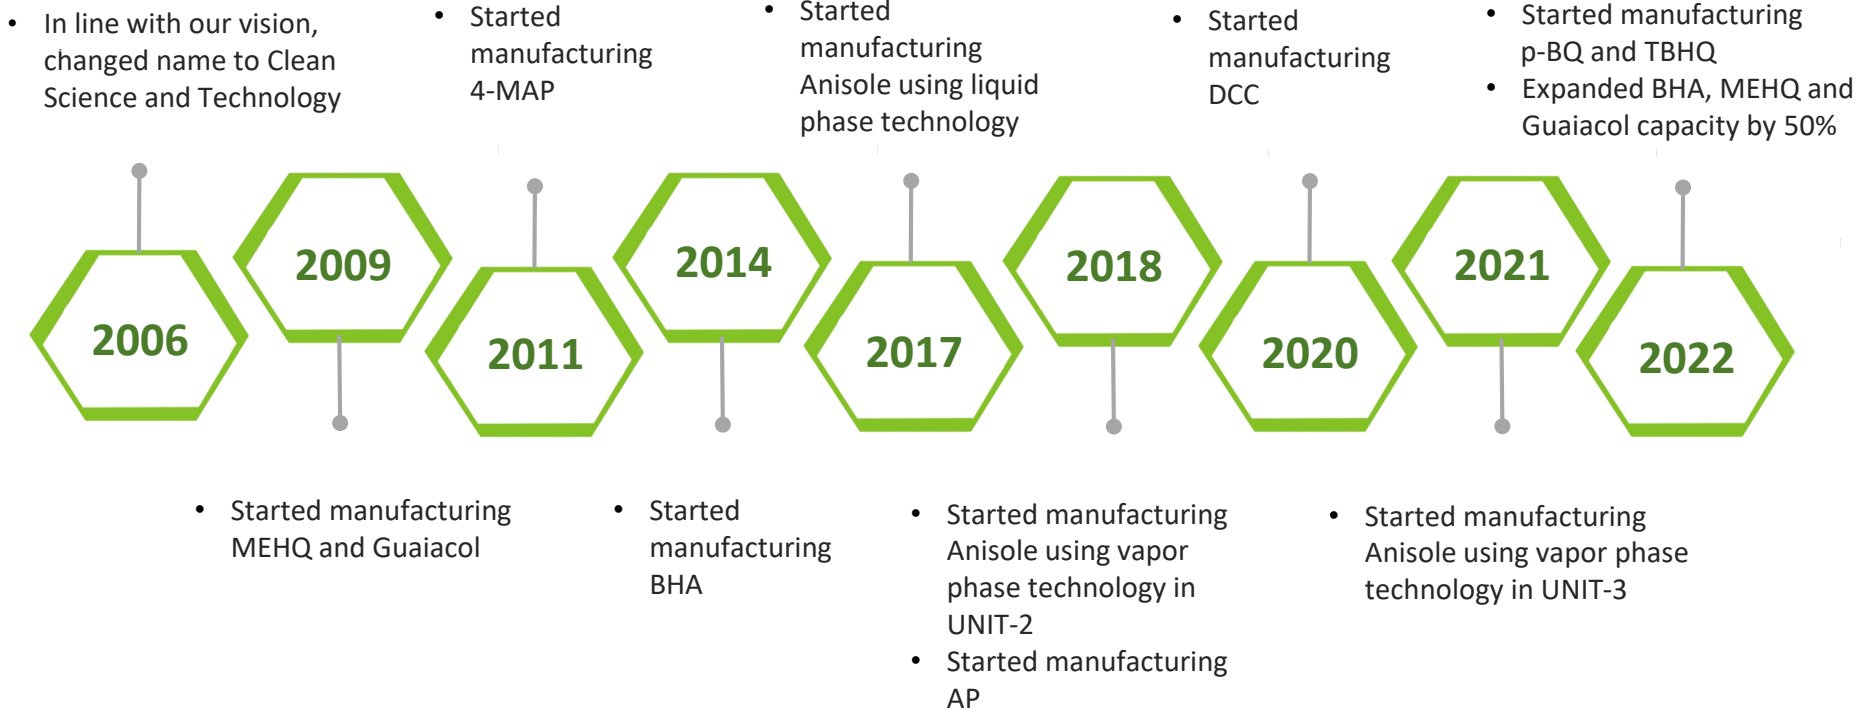 • In line with our vision,
changed name to Clean
Science and Technology
• Started
manufacturing
4-MAP
• Started
manufacturing
Anisole using liquid
phase technology
• Started
manufacturing
DCC
• Started manufacturing
p-BQ and TBHQ
• Expanded BHA, MEHQ and
Guaiacol capacity by 50%
2006
2009
2011
2014
2017
2018
2020
2021
2022
• Started manufacturing
MEHQ and Guaiacol
• Started
manufacturing
BHA
• Started manufacturing
Anisole using vapor
phase technology in
UNIT-2
• Started manufacturing
AP
• Started manufacturing
Anisole using vapor phase
technology in UNIT-3